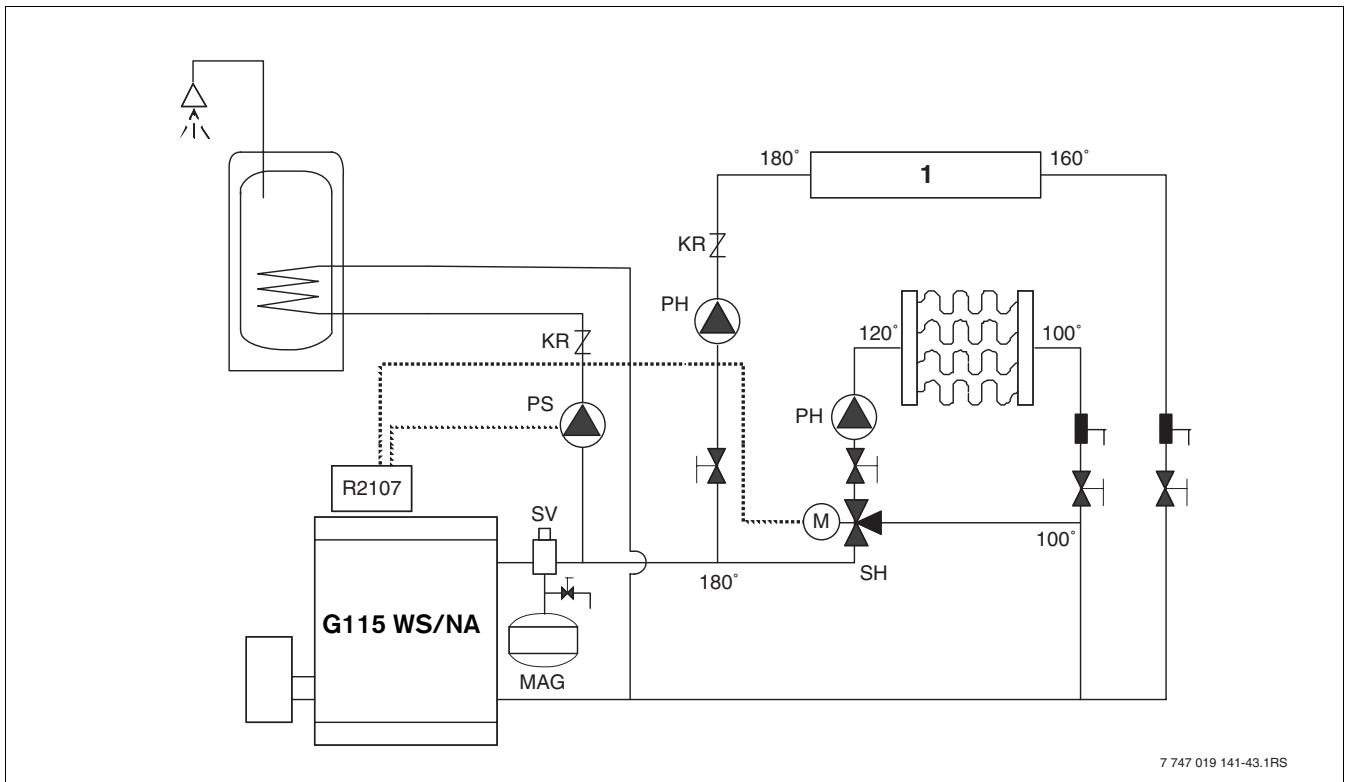 180˚
1
160˚
KR
PH
KR
120˚
100˚
PS
PH
R2107
SV
M
100˚
180˚
SH
G115 WS/NA
MAG
7 747 019 141-43.1RS